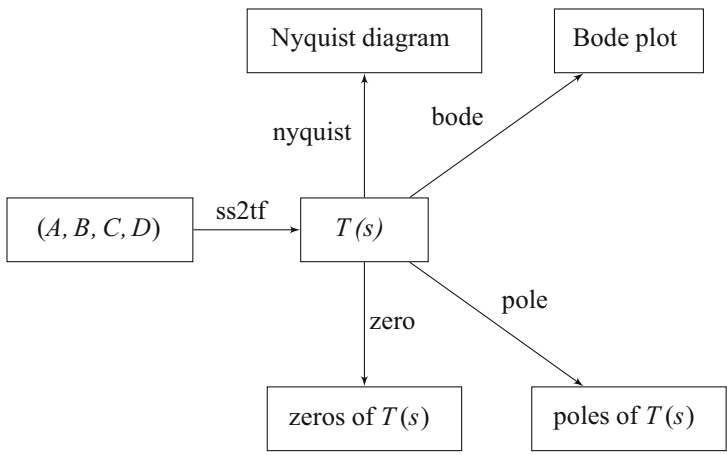 Nyquist diagram
Bode plot
nyquist
bode
(A, B, C, D)
ss2tf
T(s)
zero
pole
zeros of T(s)
poles of T(s)